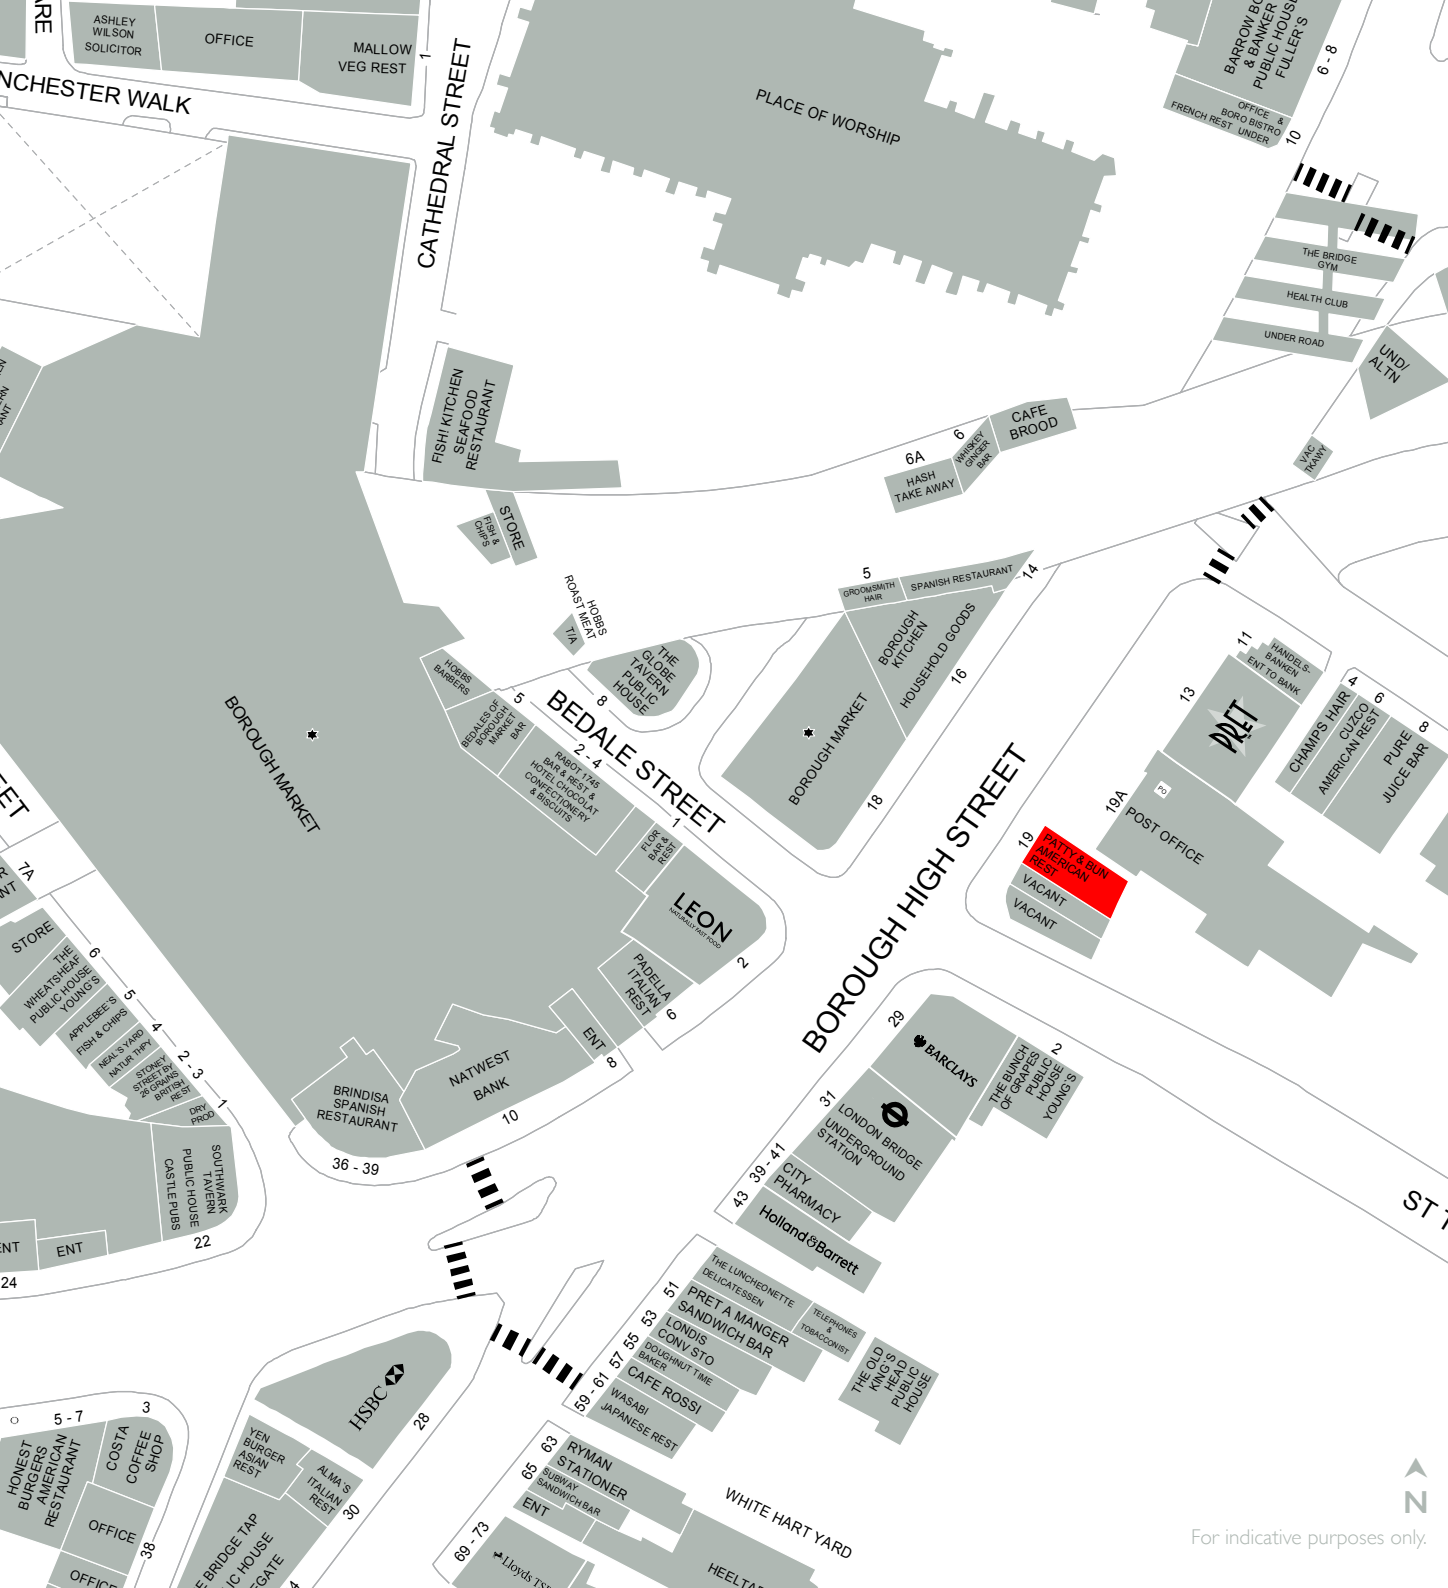 ASHLEY
WILSON
SOLICITOR
OFFICE
MALLOW
VEG REST
1
CATHEDRAL STREET
PLACE OF WORSHIP
6 - 8
OFFICE &
BORO BISTRO
FRENCH REST UNDER
10
THE BRIDGE
GYM
HEALTH CLUB
UNDER ROAD
UND/
ALTN
VAC
TKAWY
FISH! KITCHEN
SEAFOOD
RESTAURANT
STORE
FISH &
CHIPS
HOBBS
ROAST MEAT
T/A
6A
6
HASH
TAKE AWAY
WHISKEY
GINGER
BAR
CAFE
BROOD
5
GROOMSMITH
HAIR
SPANISH RESTAURANT
14
BOROUGH
KITCHEN
HOUSEHOLD GOODS
16
BOROUGH MARKET
18
THE
GLOBE
TAVERN
PUBLIC
HOUSE
8
HOBBS
BARBERS
5
BEDALES OF
BOROUGH
MARKET
BAR
BEDALE STREET
2 - 4
RABOT 1745
BAR & REST &
HOTEL CHOCOLAT
CONFECTIONERY
& BISCUITS
1
FLOR
BAR &
REST
LEON
NATURALLY FAST FOOD
2
PADELLA
ITALIAN
REST
6
ENT
8
NATWEST
BANK
10
BRINDISA
SPANISH
RESTAURANT
36 - 39
BOROUGH MARKET
BOROUGH HIGH STREET
11
HANDELS-
BANKEN
ENT TO BANK
13
PRET
4
CHAMPS HAIR
6
CUZCO
AMERICAN REST
8
PURE
JUICE BAR
19A
PO
POST OFFICE
19
PATTY & BUN
AMERICAN
REST
VACANT
VACANT
7A
STORE
THE
WHEATSHEAF
PUBLIC HOUSE
YOUNG'S
6
APPLEBEE'S
FISH & CHIPS
5
NEAL'S YARD
NATUR THPY
4
STONEY
STREET BY
26 GRAINS
BRITISH
REST
2 - 3
DRY
PROD
1
SOUTHWARK
TAVERN
PUBLIC HOUSE
CASTLE PUBS
22
ENT
24
29
BARCLAYS
2
THE BUNCH
OF GRAPES
PUBLIC
HOUSE
YOUNG'S
31
LONDON BRIDGE
UNDERGROUND
STATION
39 - 41
CITY
PHARMACY
43
Holland&Barrett
51
THE LUNCHEONETTE
DELICATESSEN
TELEPHONES
&
TOBACCONIST
53
PRET A MANGER
SANDWICH BAR
55
LONDIS
CONV STO
57
DOUGHNUT TIME
BAKER
CAFE ROSSI
59 - 61
WASABI
JAPANESE REST
THE OLD
KING'S
HEAD
PUBLIC
HOUSE
63
RYMAN
STATIONER
65
SUBWAY
SANDWICH BAR
ENT
69 - 73
Lloyds TSB
WHITE HART YARD
HSBC
28
YEN
BURGER
ASIAN
REST
ALMA'S
ITALIAN
REST
30
BRIDGE TAP
HOUSE
3
5 - 7
COSTA
COFFEE
SHOP
HONEST
BURGERS
AMERICAN
RESTAURANT
OFFICE
38
N
For indicative purposes only.